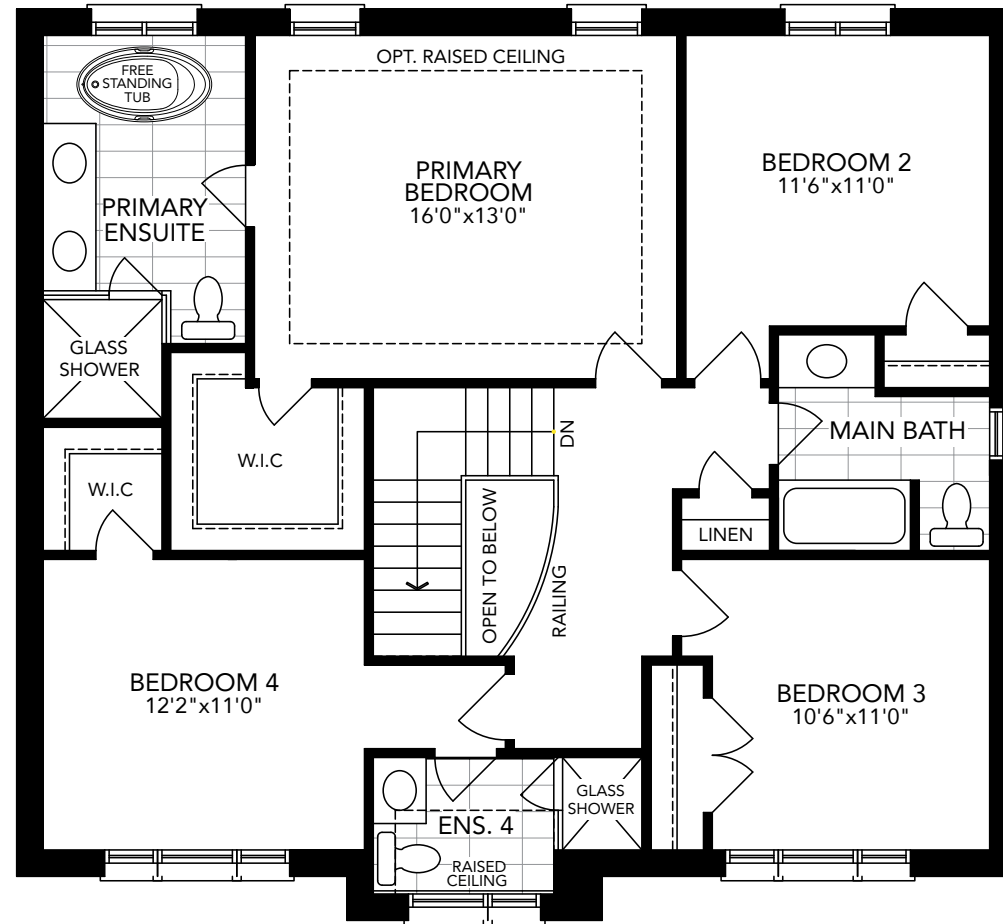 OPT. RAISED CEILING
FREE
STANDING
TUB
PRIMARY
ENSUITE
PRIMARY
BEDROOM
16'0"x13'0"
BEDROOM 2
11'6"x11'0"
GLASS
SHOWER
W.I.C
W.I.C
DN
OPEN TO BELOW
RAILING
MAIN BATH
LINEN
BEDROOM 4
12'2"x11'0"
BEDROOM 3
10'6"x11'0"
GLASS
SHOWER
ENS. 4
RAISED
CEILING